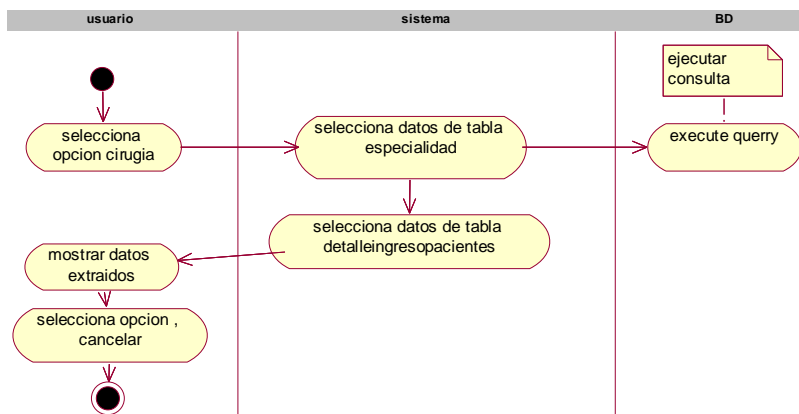 usuario
sistema
BD
ejecutar
consulta
selecciona
opcion cirugia
selecciona datos de tabla
especialidad
execute querry
selecciona datos de tabla
detalleingresopacientes
mostrar datos
extraidos
selecciona opcion ,
cancelar